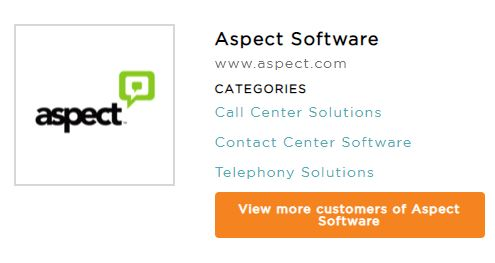 aspect
Aspect Software
www.aspect.com
CATEGORIES
Call Center Solutions
Contact Center Software
Telephony Solutions
View more customers of Aspect
Software